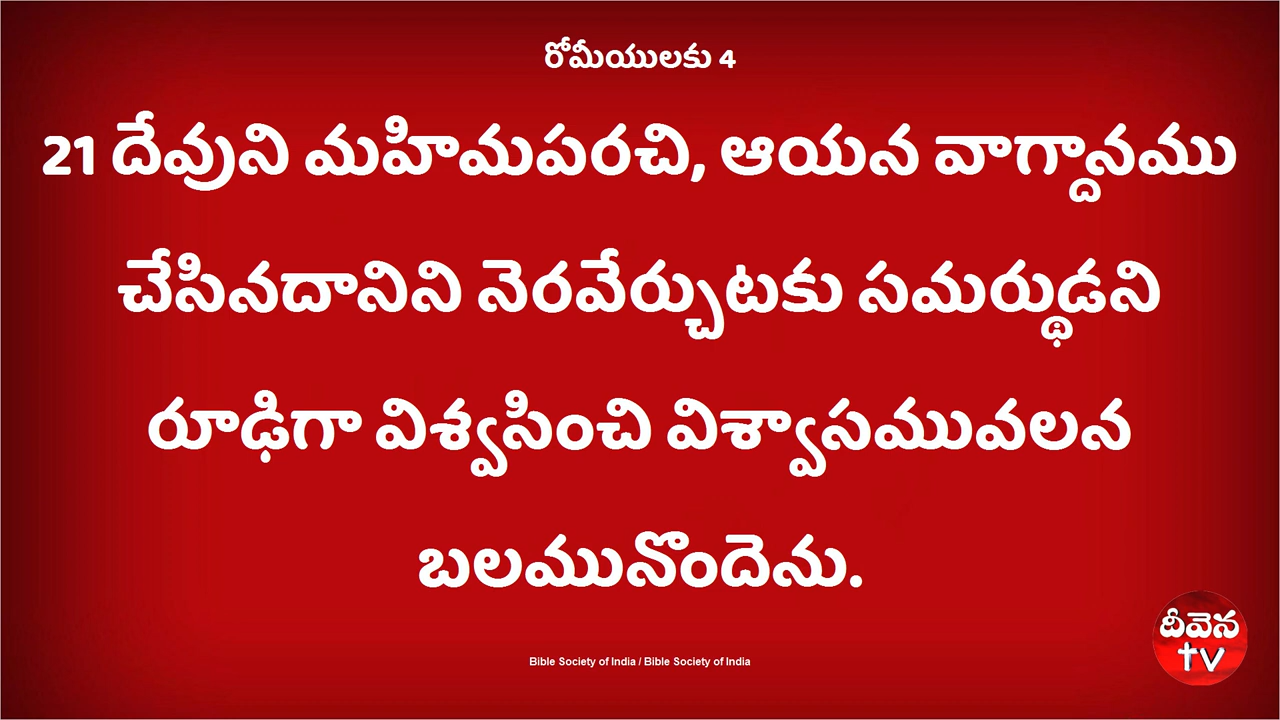 రోమీయులకు 4
21 దేవుని మహిమపరచి, ఆయన వాగ్దానము
చేసినదానిని నెరవేర్చుటకు సమర్థుడని
రూఢిగా విశ్వసించి విశ్వాసమువలన
బలమునొందెను.
దీవెన
tv
Bible Society of India / Bible Society of India